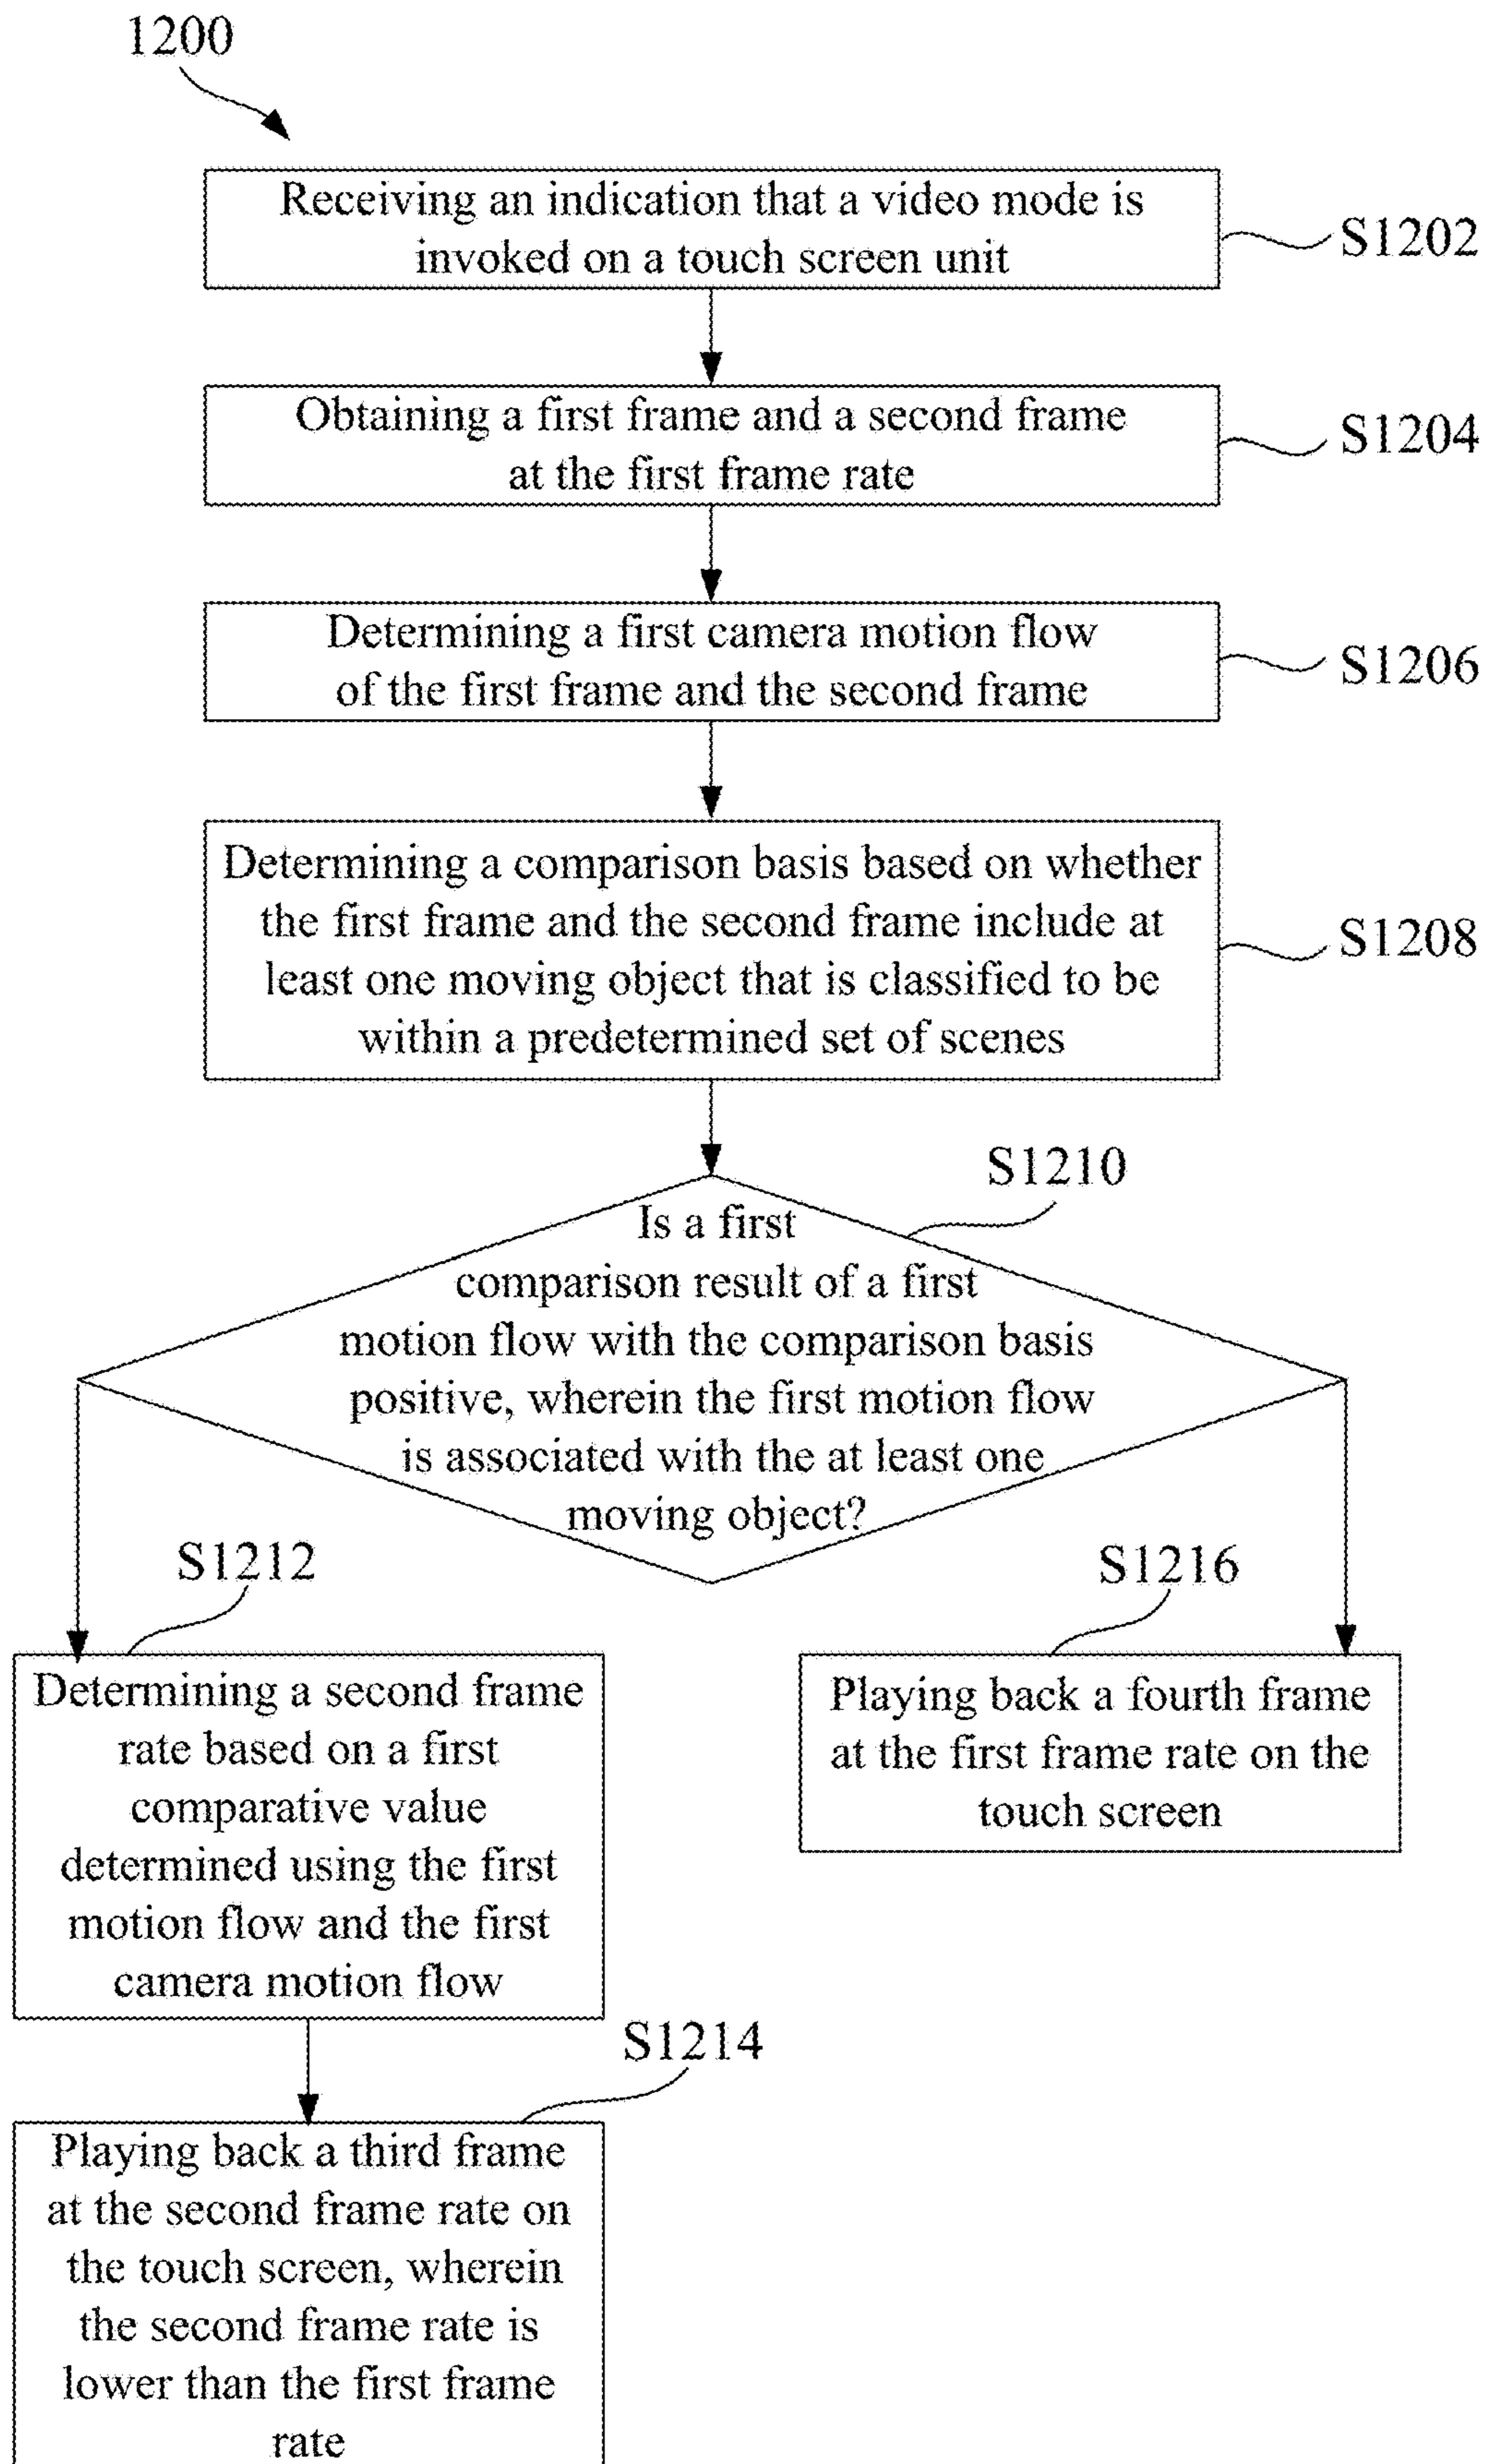 1200
Receiving an indication that a video mode is
invoked on a touch screen unit
S1202
Obtaining a first frame and a second frame
at the first frame rate
S1204
Determining a first camera motion flow
of the first frame and the second frame
S1206
Determining a comparison basis based on whether
the first frame and the second frame include at
least one moving object that is classified to be
within a predetermined set of scenes
S1208
S1210
Is a first
comparison result of a first
motion flow with the comparison basis
positive, wherein the first motion flow
is associated with the at least one
moving object?
S1212
Determining a second frame
rate based on a first
comparative value
determined using the first
motion flow and the first
camera motion flow
S1216
Playing back a fourth frame
at the first frame rate on the
touch screen
S1214
Playing back a third frame
at the second frame rate on
the touch screen, wherein
the second frame rate is
lower than the first frame
rate